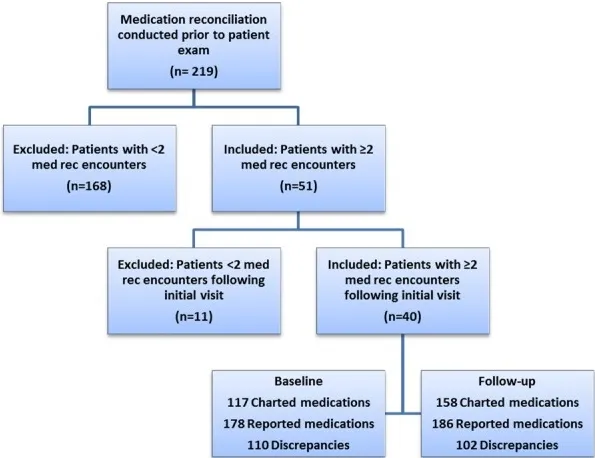 Medication reconciliation
conducted prior to patient
exam
(n= 219)
Excluded: Patients with <2
med rec encounters
(n=168)
Included: Patients with ≥2
med rec encounters
(n=51)
Excluded: Patients <2 med
rec encounters following
initial visit
(n=11)
Included: Patients with ≥2
med rec encounters
following initial visit
(n=40)
Baseline
117 Charted medications
178 Reported medications
110 Discrepancies
Follow-up
158 Charted medications
186 Reported medications
102 Discrepancies